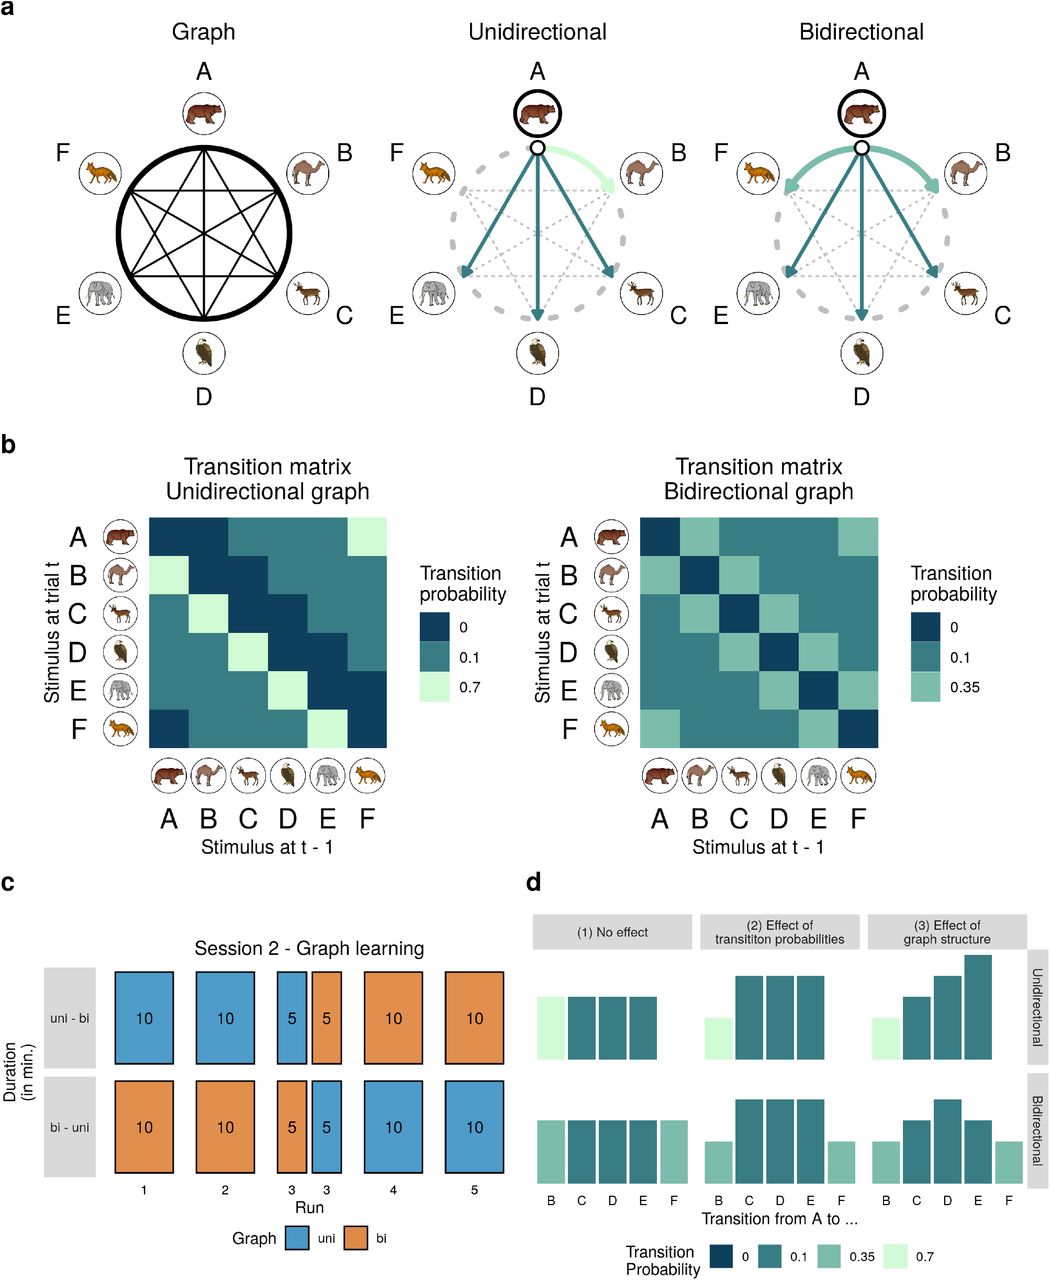 a
Graph
Unidirectional
Bidirectional
A
A
A
F
B
F
B
F
B
E
C
E
C
E
C
D
D
D
b
Transition matrix
Unidirectional graph
Transition matrix
Bidirectional graph
Stimulus at trial t
A
B
C
D
E
F
Transition
probability
0
0.1
0.7
Stimulus at trial t
A
B
C
D
E
F
Transition
probability
0
0.1
0.35
A B C D E F
Stimulus at t - 1
A B C D E F
Stimulus at t - 1
c
Session 2 - Graph learning
Duration
(in min.)
uni - bi
10 10 5 5 10 10
bi - uni
10 10 5 5 10 10
1 2 3 3 4 5
Run
Graph uni bi
d
(1) No effect
(2) Effect of
transititon probabilities
(3) Effect of
graph structure
Unidirectional
Bidirectional
B C D E F B C D E F B C D E F
Transition from A to ...
Transition
Probability
0 0.1 0.35 0.7